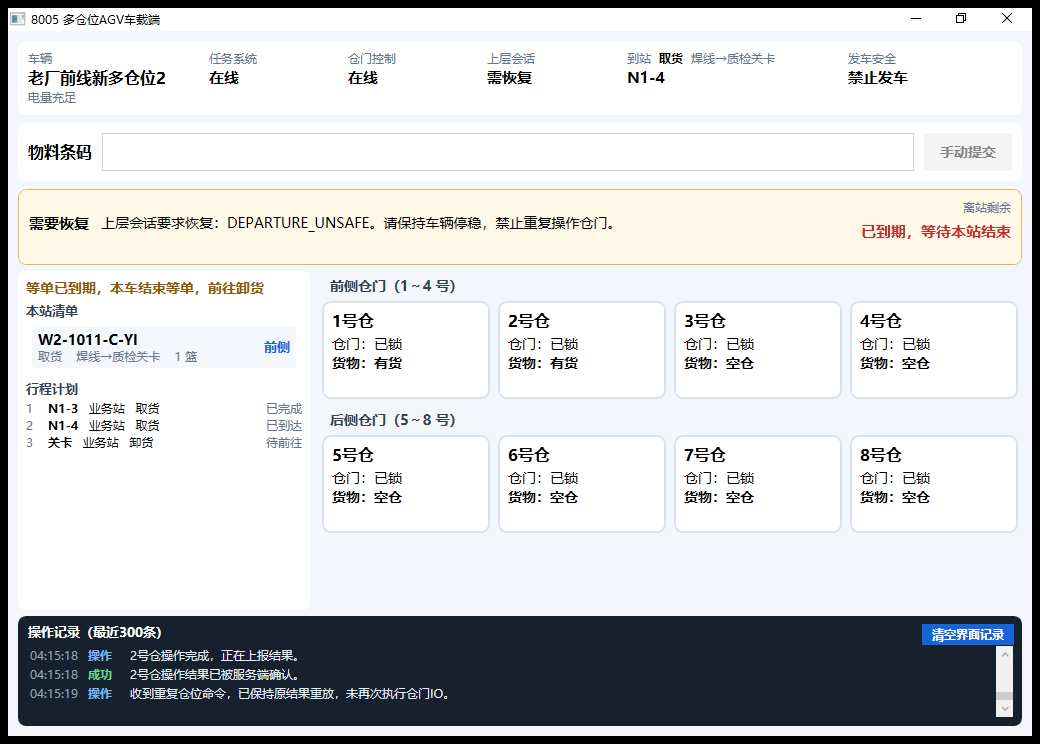 8005 多仓位AGV车载端
车辆 任务系统 仓门控制 上层会话 到站 取货 焊线→质检关卡 发车安全
老厂前线新多仓位2 在线 在线 需恢复 N1-4 禁止发车
电量充足
物料条码 手动提交
离站剩余
需要恢复 上层会话要求恢复：DEPARTURE_UNSAFE。请保持车辆停稳，禁止重复操作仓门。
已到期，等待本站结束
等单已到期，本车结束等单，前往卸货
本站清单
W2-1011-C-YI
取货 焊线→质检关卡 1 篮 前侧
行程计划
1 N1-3 业务站 取货 已完成
2 N1-4 业务站 取货 已到达
3 关卡 业务站 卸货 待前往
前侧仓门（1～4 号）
1号仓 2号仓 3号仓 4号仓
仓门：已锁 仓门：已锁 仓门：已锁 仓门：已锁
货物：有货 货物：有货 货物：空仓 货物：空仓
后侧仓门（5～8 号）
5号仓 6号仓 7号仓 8号仓
仓门：已锁 仓门：已锁 仓门：已锁 仓门：已锁
货物：空仓 货物：空仓 货物：空仓 货物：空仓
操作记录（最近300条） 清空界面记录
04:15:18 操作 2号仓操作完成，正在上报结果。
04:15:18 成功 2号仓操作结果已被服务端确认。
04:15:19 操作 收到重复仓位命令，已保持原结果重放，未再次执行仓门IO。